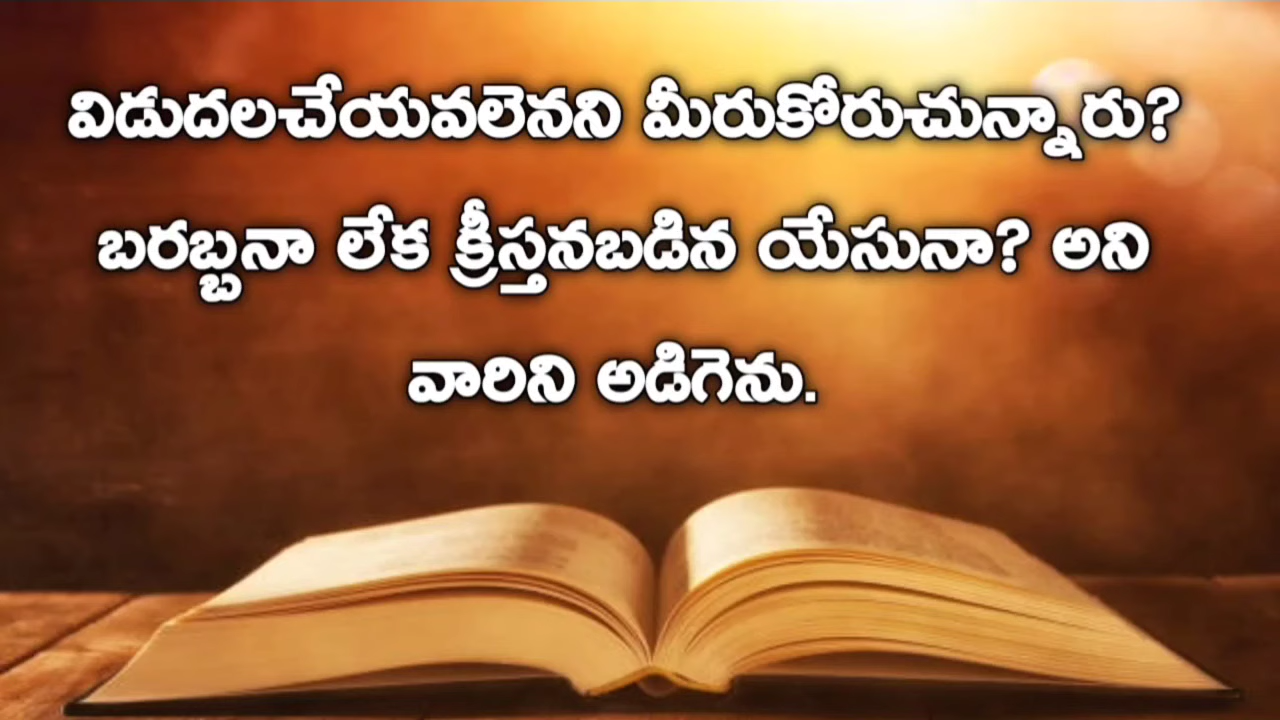 విడుదలచేయవలెనని మీరుకోరుచున్నారు?
బరబ్బనా లేక క్రీస్తనబడిన యేసునా? అని
వారిని అడిగెను.